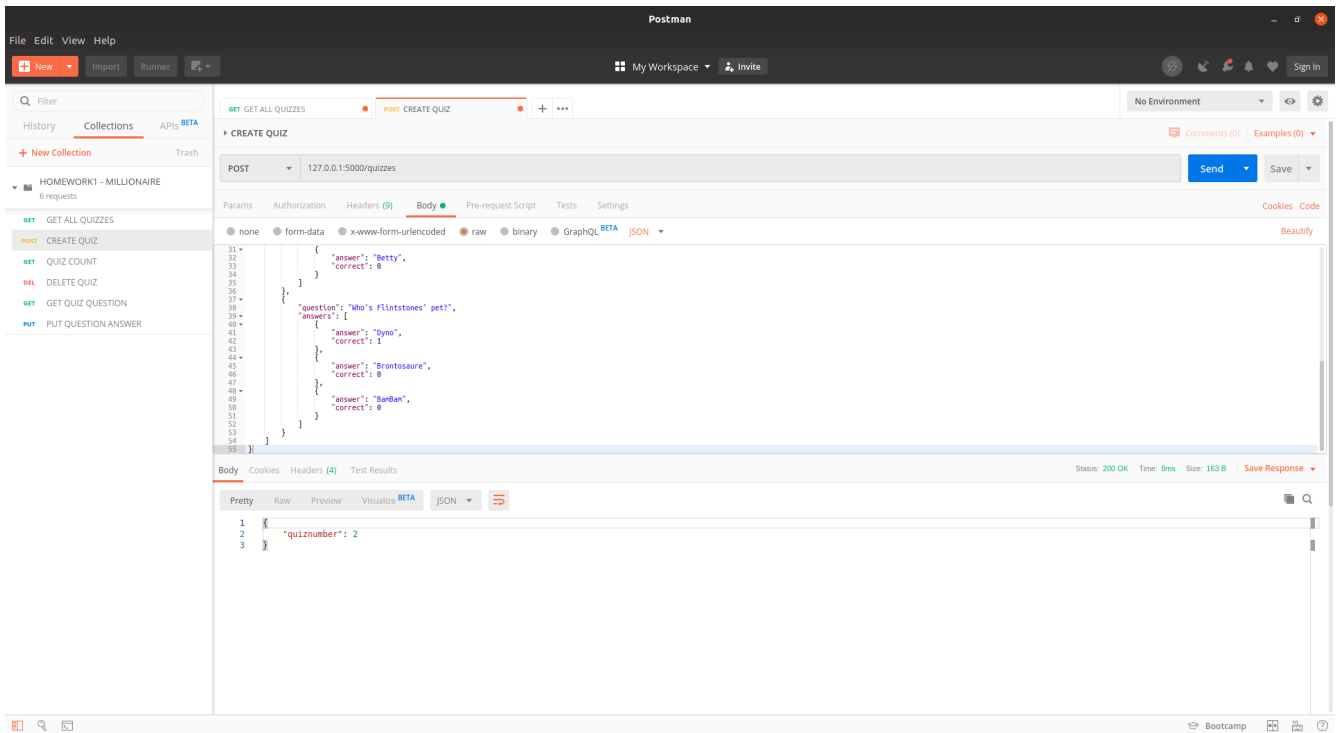 Postman
File Edit View Help
New Import Runner My Workspace Invite Sign In
Filter
History Collections APIs BETA
+ New Collection Trash
HOMEWORK1 - MILLIONAIRE
6 requests
GET GET ALL QUIZZES
POST CREATE QUIZ
GET QUIZ COUNT
DEL DELETE QUIZ
GET GET QUIZ QUESTION
PUT PUT QUESTION ANSWER
GET GET ALL QUIZZES POST CREATE QUIZ + ••• No Environment
CREATE QUIZ Comments (0) Examples (0)
POST 127.0.0.1:5000/quizzes Send Save
Params Authorization Headers (9) Body Pre-request Script Tests Settings Cookies Code
none form-data x-www-form-urlencoded raw binary GraphQL BETA JSON Beautify
31 {
32 "answer": "Betty",
33 "correct": 0
34 }
35 ]
36 },
37 {
38 "question": "Who's Flintstones' pet?",
39 "answers": [
40 {
41 "answer": "Dyno",
42 "correct": 1
43 },
44 {
45 "answer": "Brontosaure",
46 "correct": 0
47 },
48 {
49 "answer": "BamBam",
50 "correct": 0
51 }
52 ]
53 }
54 ]
55 }
Body Cookies Headers (4) Test Results Status: 200 OK Time: 8ms Size: 163 B Save Response
Pretty Raw Preview Visualize BETA JSON
1 {
2 "quiznumber": 2
3 }
Bootcamp